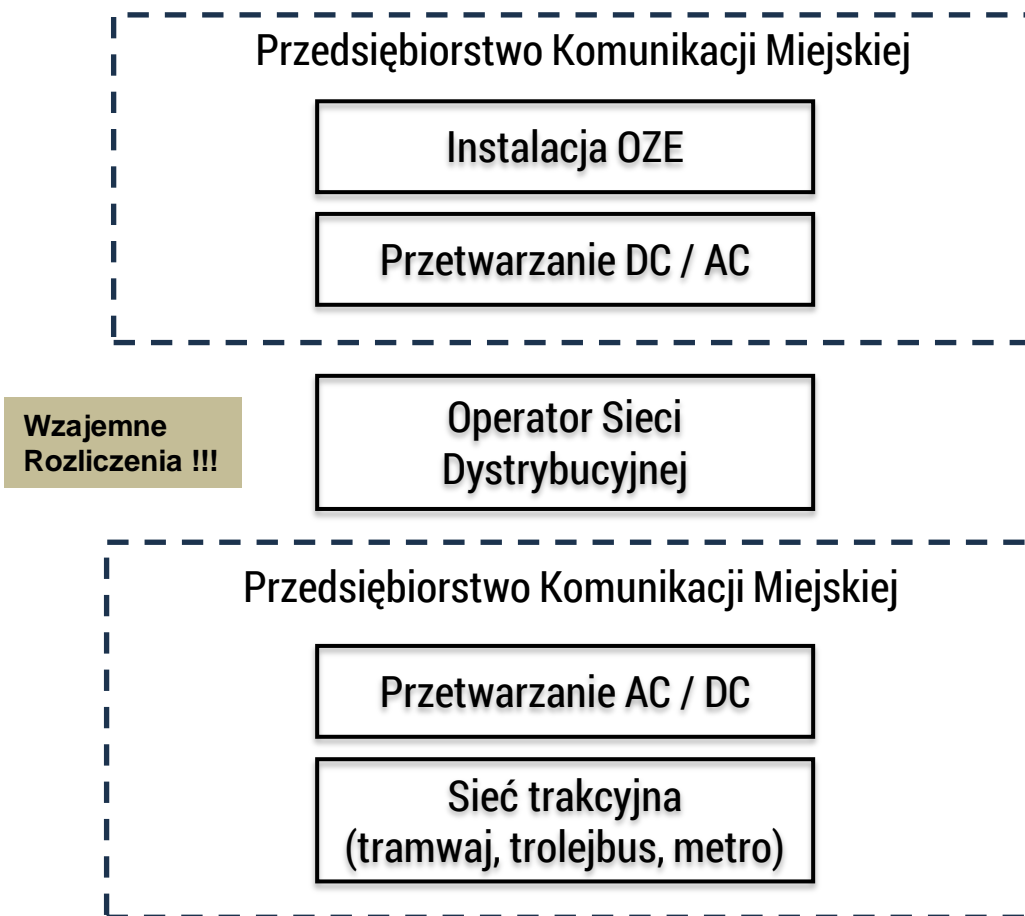 Przedsiębiorstwo Komunikacji Miejskiej
Instalacja OZE
Przetwarzanie DC / AC
Wzajemne
Rozliczenia !!!
Operator Sieci
Dystrybucyjnej
Przedsiębiorstwo Komunikacji Miejskiej
Przetwarzanie AC / DC
Sieć trakcyjna
(tramwaj, trolejbus, metro)